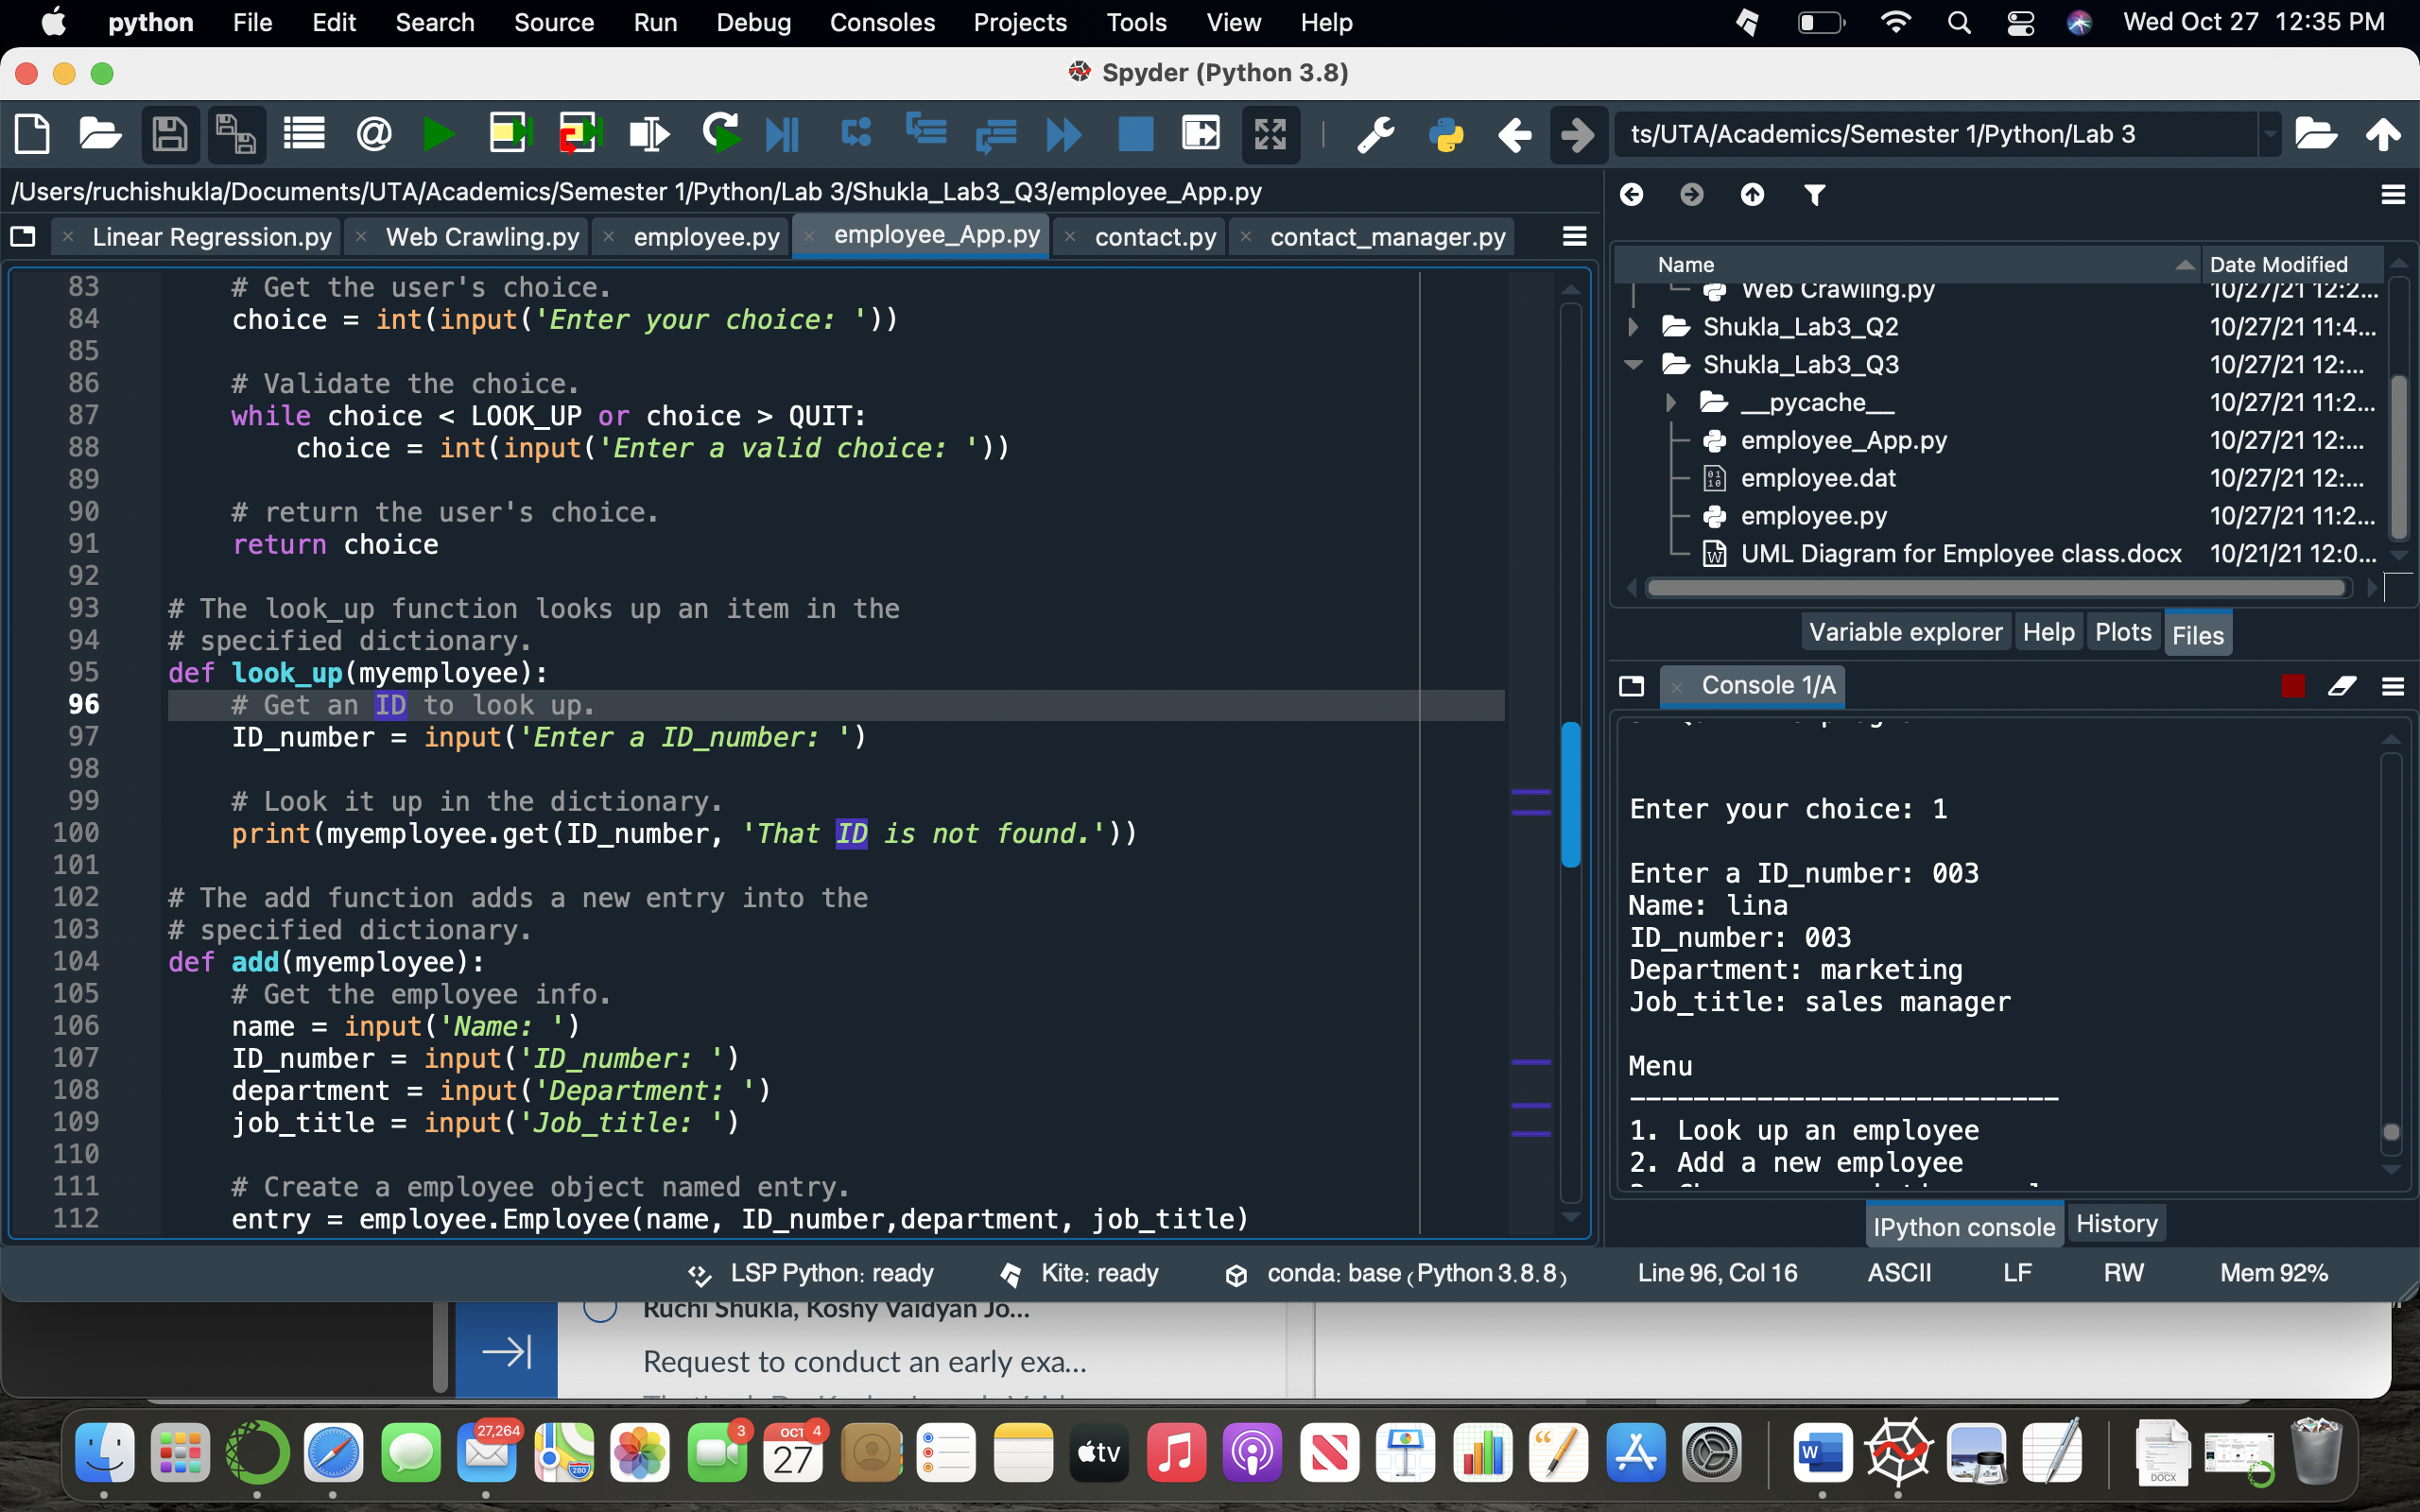 python File Edit Search Source Run Debug Consoles Projects Tools View Help Wed Oct 27 12:35 PM
Spyder (Python 3.8)
ts/UTA/Academics/Semester 1/Python/Lab 3
/Users/ruchishukla/Documents/UTA/Academics/Semester 1/Python/Lab 3/Shukla_Lab3_Q3/employee_App.py
Linear Regression.py Web Crawling.py employee.py employee_App.py contact.py contact_manager.py
83 # Get the user's choice.
84 choice = int(input('Enter your choice: '))
85
86 # Validate the choice.
87 while choice < LOOK_UP or choice > QUIT:
88 choice = int(input('Enter a valid choice: '))
89
90 # return the user's choice.
91 return choice
92
93 # The look_up function looks up an item in the
94 # specified dictionary.
95 def look_up(myemployee):
96 # Get an ID to look up.
97 ID_number = input('Enter a ID_number: ')
98
99 # Look it up in the dictionary.
100 print(myemployee.get(ID_number, 'That ID is not found.'))
101
102 # The add function adds a new entry into the
103 # specified dictionary.
104 def add(myemployee):
105 # Get the employee info.
106 name = input('Name: ')
107 ID_number = input('ID_number: ')
108 department = input('Department: ')
109 job_title = input('Job_title: ')
110
111 # Create a employee object named entry.
112 entry = employee.Employee(name, ID_number,department, job_title)
Name Date Modified
Web Crawling.py 10/27/21 12:2...
Shukla_Lab3_Q2 10/27/21 11:4...
Shukla_Lab3_Q3 10/27/21 12:...
__pycache__ 10/27/21 11:2...
employee_App.py 10/27/21 12:...
employee.dat 10/27/21 12:...
employee.py 10/27/21 11:2...
UML Diagram for Employee class.docx 10/21/21 12:0...
Variable explorer Help Plots Files
Console 1/A
Enter your choice: 1
Enter a ID_number: 003
Name: lina
ID_number: 003
Department: marketing
Job_title: sales manager
Menu
---------------------------
1. Look up an employee
2. Add a new employee
IPython console History
LSP Python: ready Kite: ready conda: base (Python 3.8.8) Line 96, Col 16 ASCII LF RW Mem 92%
Ruchi Shukla, Koshy Vaidyan Jo...
Request to conduct an early exa...
27,264
3
OCT 27
4
280
tv
W
DOCX